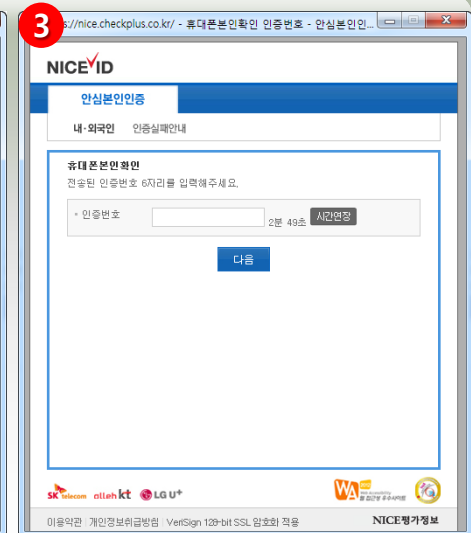 3
s://nice.checkplus.co.kr/ - 휴대폰본인확인 인증번호 - 안심본인인...
NICE ID
안심본인인증
내·외국인 인증실패안내
휴대폰본인확인
전송된 인증번호 6자리를 입력해주세요.
인증번호 2분 49초 시간연장
다음
SK telecom olleh kt LG U+ WA
이용약관 | 개인정보취급방침 | VeriSign 128-bit SSL 암호화 적용 NICE평가정보